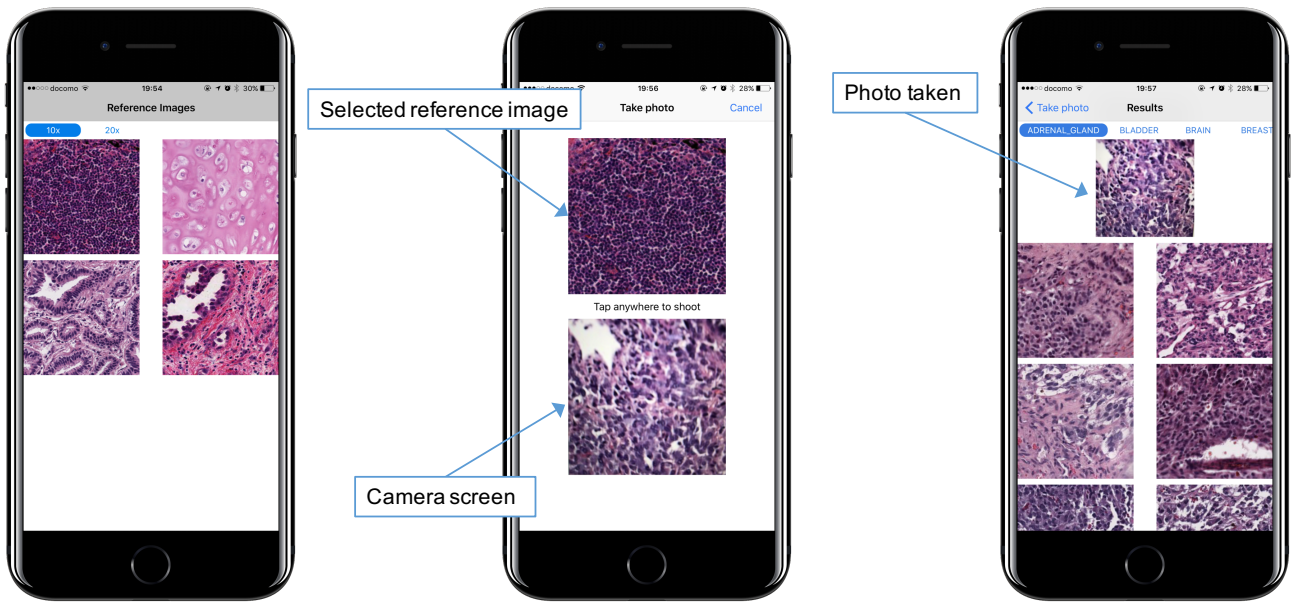 docomo 19:54 30%
Reference Images
10x 20x
Selected reference image
docomo 19:56 28%
Take photo Cancel
Tap anywhere to shoot
Camera screen
Photo taken
docomo 19:57 28%
Take photo Results
ADRENAL_GLAND BLADDER BRAIN BREAST